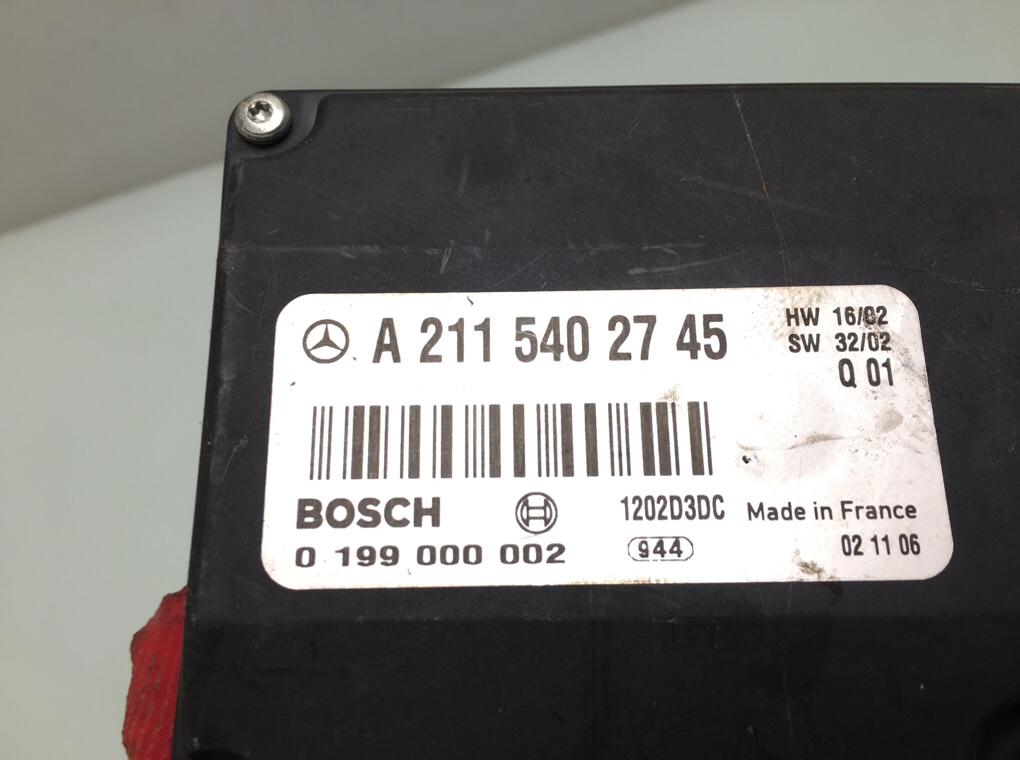 A 211 540 27 45
HW 16/02
SW 32/02
Q 01
BOSCH
1202D3DC
Made in France
0 199 000 002
944
02 11 06